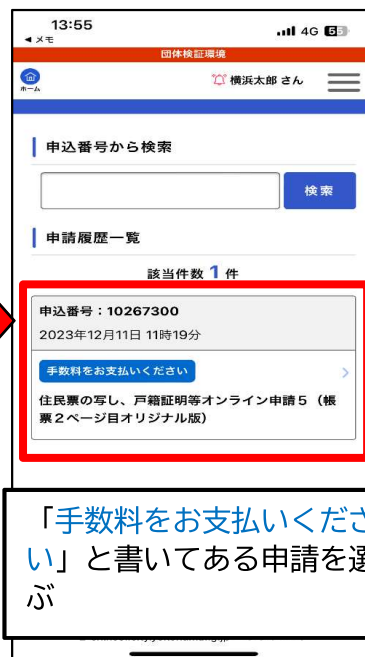 13:55
4G 65
◀ メモ
団体検証環境
ホーム
横浜太郎 さん
申込番号から検索
検索
申請履歴一覧
該当件数 1 件
申込番号：10267300
2023年12月11日 11時19分
手数料をお支払いください
住民票の写し、戸籍証明等オンライン申請５（帳
票２ページ目オリジナル版）
「手数料をお支払いくださ
い」と書いてある申請を選
ぶ